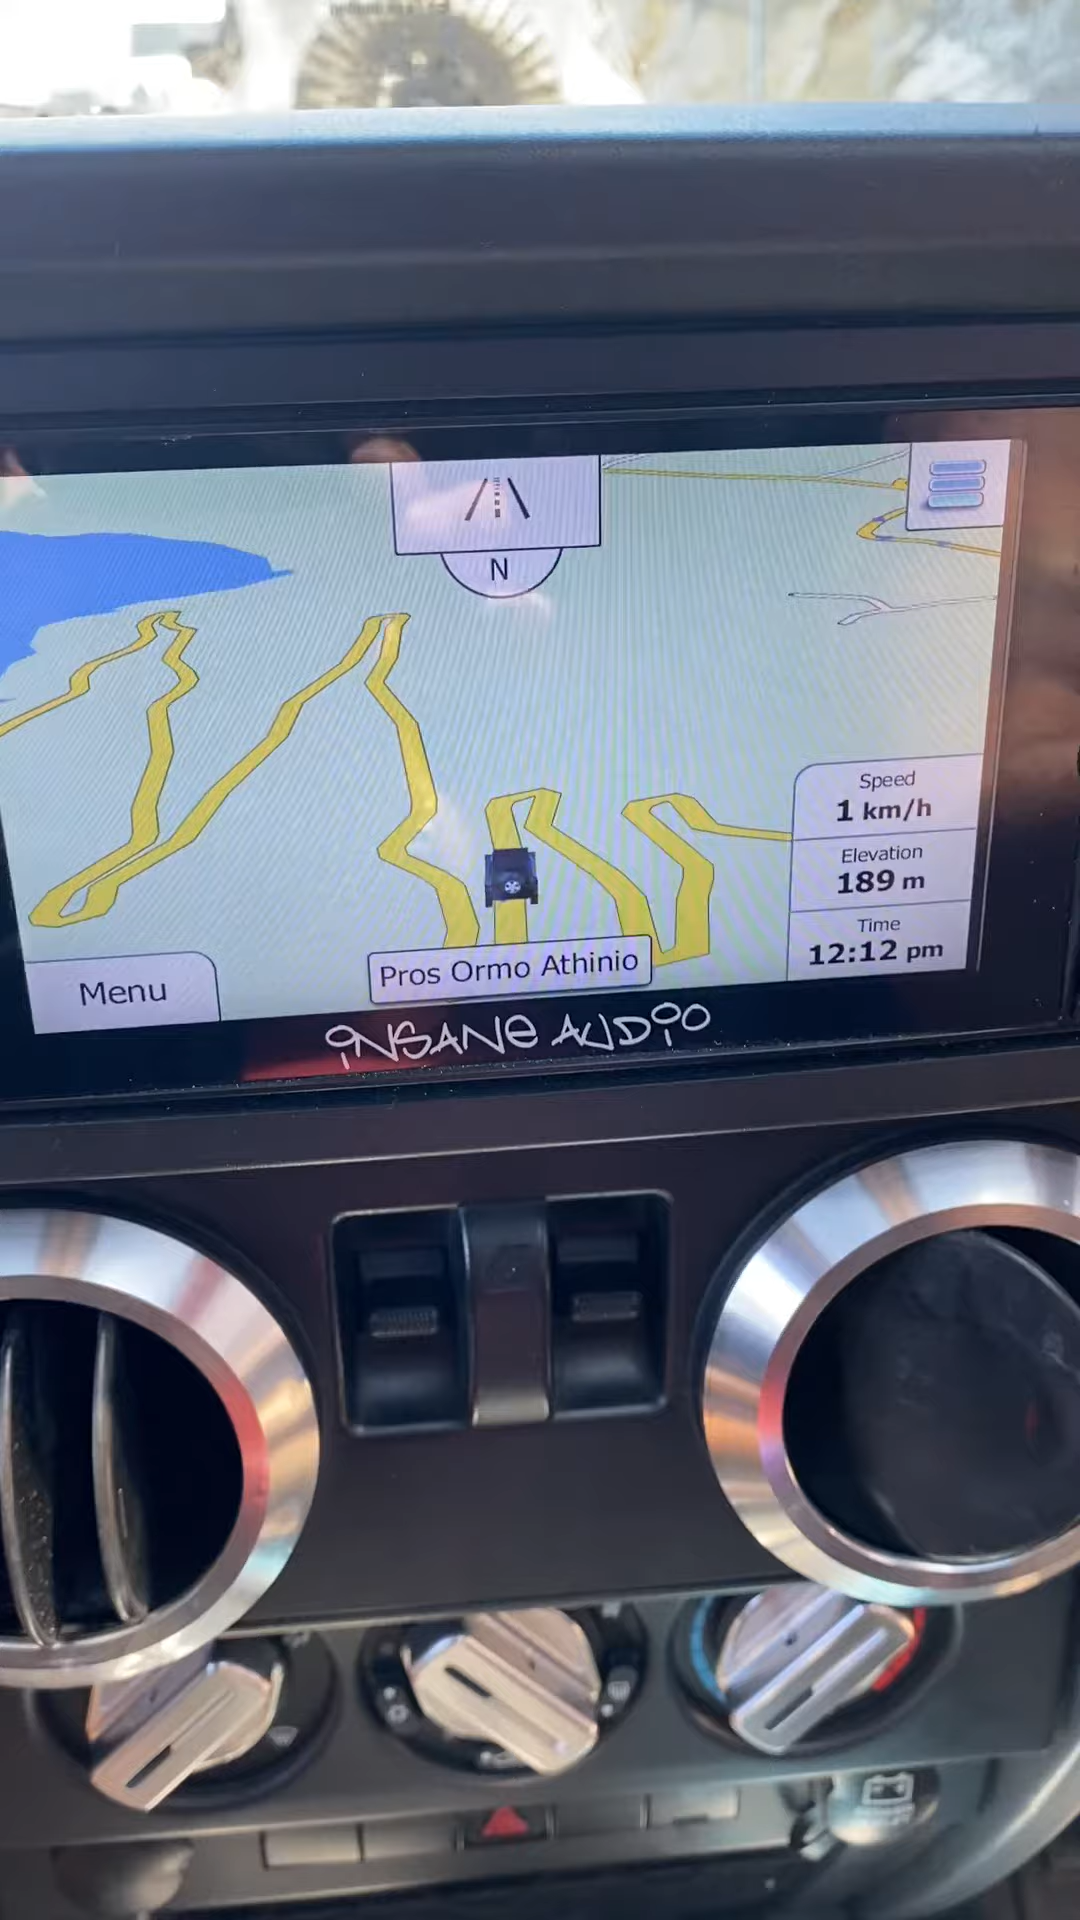 N
Speed
1 km/h
Elevation
189 m
Time
12:12 pm
Menu
Pros Ormo Athinio
INSANE AUDIO